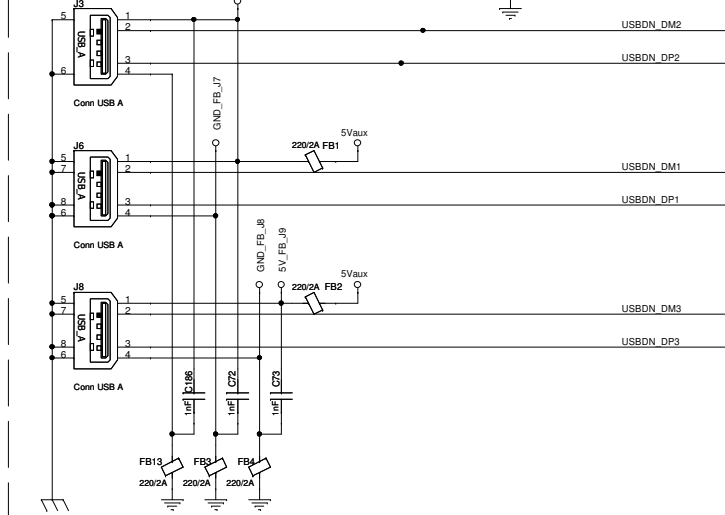 J3
5 USB_A 1
2
3
6 4
Conn USB A
USBDN_DM2
USBDN_DP2
GND_FB_J7
5Vaux
220/2A FB1
J6
5 USB_A 1
7 2
8 3
6 4
Conn USB A
USBDN_DM1
USBDN_DP1
GND_FB_J8
5V_FB_J9
5Vaux
220/2A FB2
J8
5 USB_A 1
7 2
8 3
6 4
Conn USB A
USBDN_DM3
USBDN_DP3
C186
1nF
C72
1nF
C73
1nF
FB13 FB3 FB4
220/2A 220/2A 220/2A